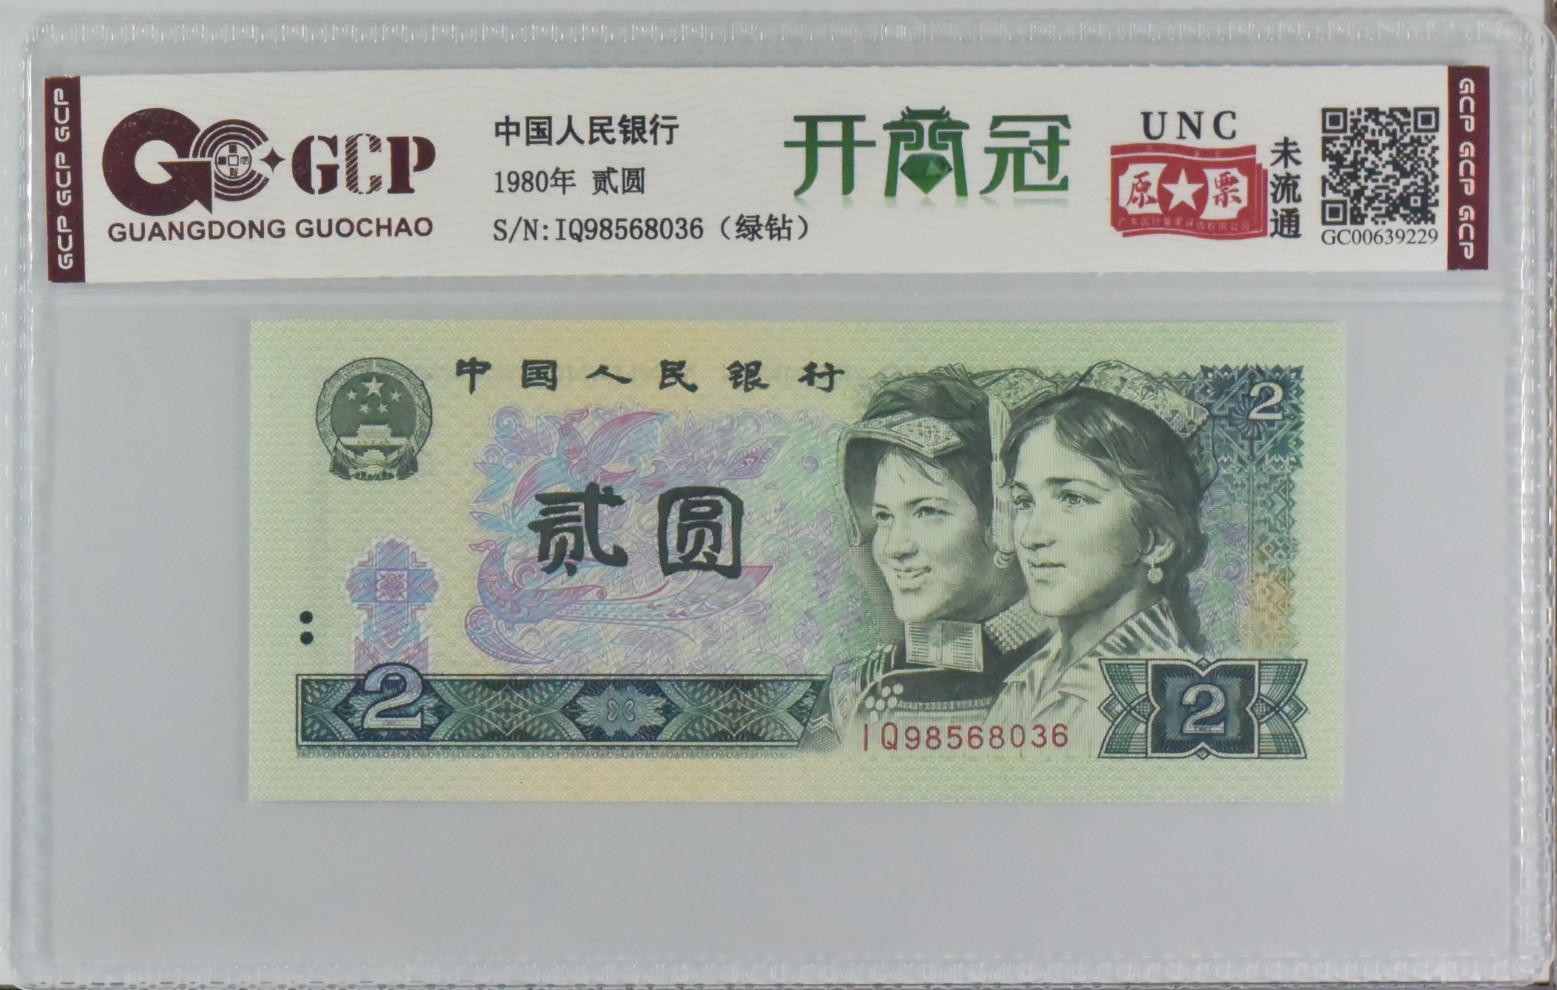 GCP GCP GCP
GCP
GUANGDONG GUOCHAO
中国人民银行
1980年 贰圆
S/N:IQ98568036（绿钻）
开门冠
UNC
原★票
未流通
GC00639229
GCP GCP GCP
中国人民银行
2
贰圆
2
IQ98568036
2